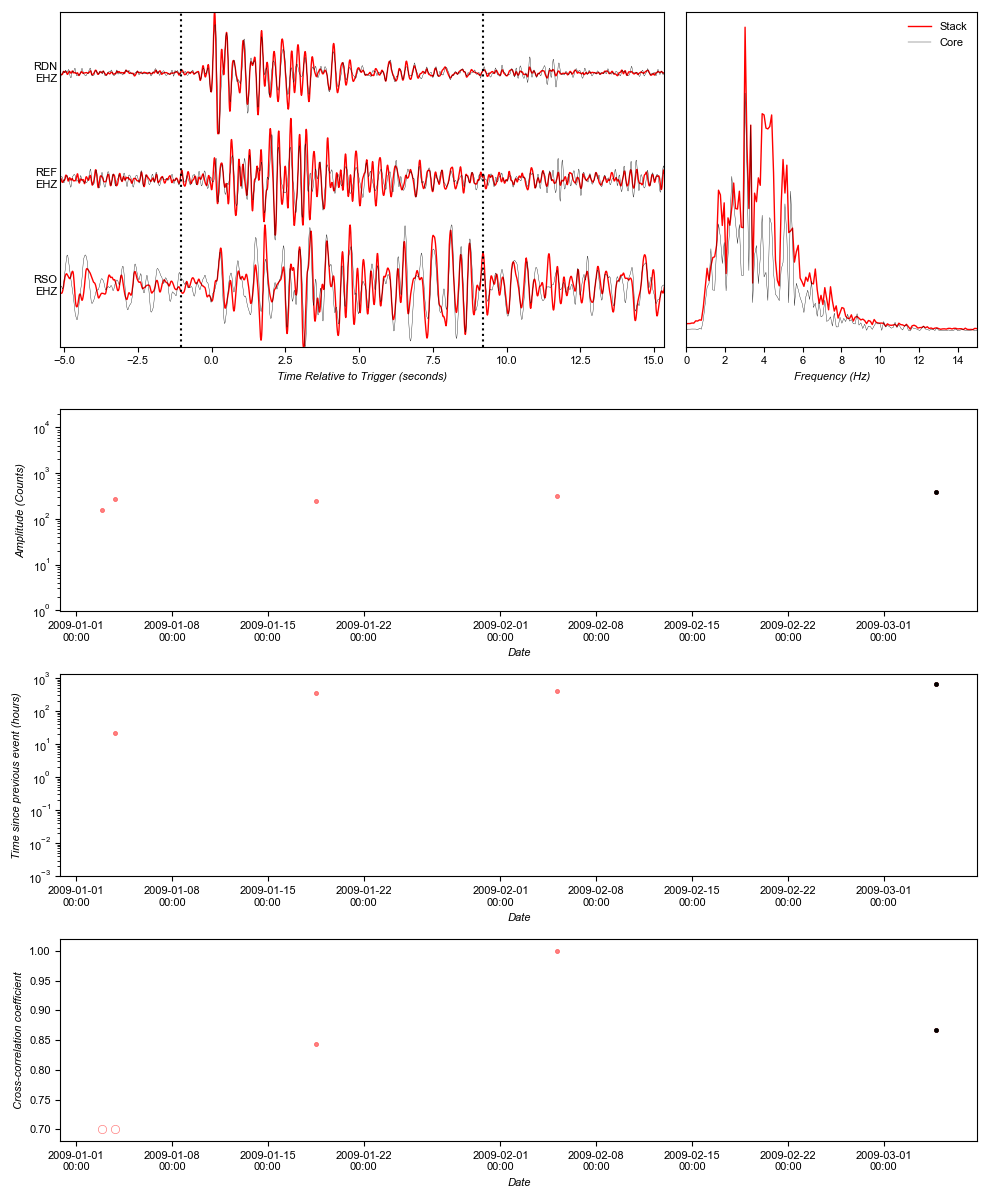 RDN
EHZ
REF
EHZ
RSO
EHZ
−5.0 −2.5 0.0 2.5 5.0 7.5 10.0 12.5 15.0
Time Relative to Trigger (seconds)
Stack
Core
0 2 4 6 8 10 12 14
Frequency (Hz)
10^4
10^3
10^2
10^1
10^0
Amplitude (Counts)
2009-01-01 2009-01-08 2009-01-15 2009-01-22 2009-02-01 2009-02-08 2009-02-15 2009-02-22 2009-03-01
00:00 00:00 00:00 00:00 00:00 00:00 00:00 00:00 00:00
Date
10^3
10^2
10^1
10^0
10^−1
10^−2
10^−3
Time since previous event (hours)
2009-01-01 2009-01-08 2009-01-15 2009-01-22 2009-02-01 2009-02-08 2009-02-15 2009-02-22 2009-03-01
00:00 00:00 00:00 00:00 00:00 00:00 00:00 00:00 00:00
Date
1.00
0.95
0.90
0.85
0.80
0.75
0.70
Cross-correlation coefficient
2009-01-01 2009-01-08 2009-01-15 2009-01-22 2009-02-01 2009-02-08 2009-02-15 2009-02-22 2009-03-01
00:00 00:00 00:00 00:00 00:00 00:00 00:00 00:00 00:00
Date